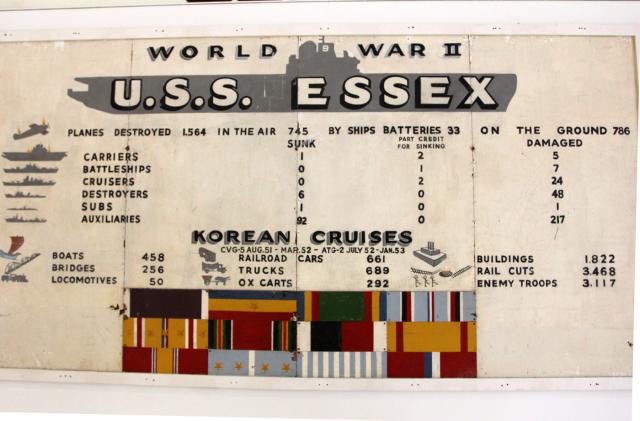 9
WORLD WAR II
U.S.S. ESSEX
PLANES DESTROYED 1.564 IN THE AIR 745 BY SHIPS BATTERIES 33 ON THE GROUND 786
SUNK PART CREDIT FOR SINKING DAMAGED
CARRIERS 1 2 5
BATTLESHIPS 0 1 7
CRUISERS 0 2 24
DESTROYERS 6 0 48
SUBS 1 0 1
AUXILIARIES 92 0 217
KOREAN CRUISES
CVG-5 AUG.51 - MAR.52 - ATG-2 JULY 52 - JAN.53
BOATS 458 RAILROAD CARS 661 BUILDINGS 1.822
BRIDGES 256 TRUCKS 689 RAIL CUTS 3.468
LOCOMOTIVES 50 OX CARTS 292 ENEMY TROOPS 3.117